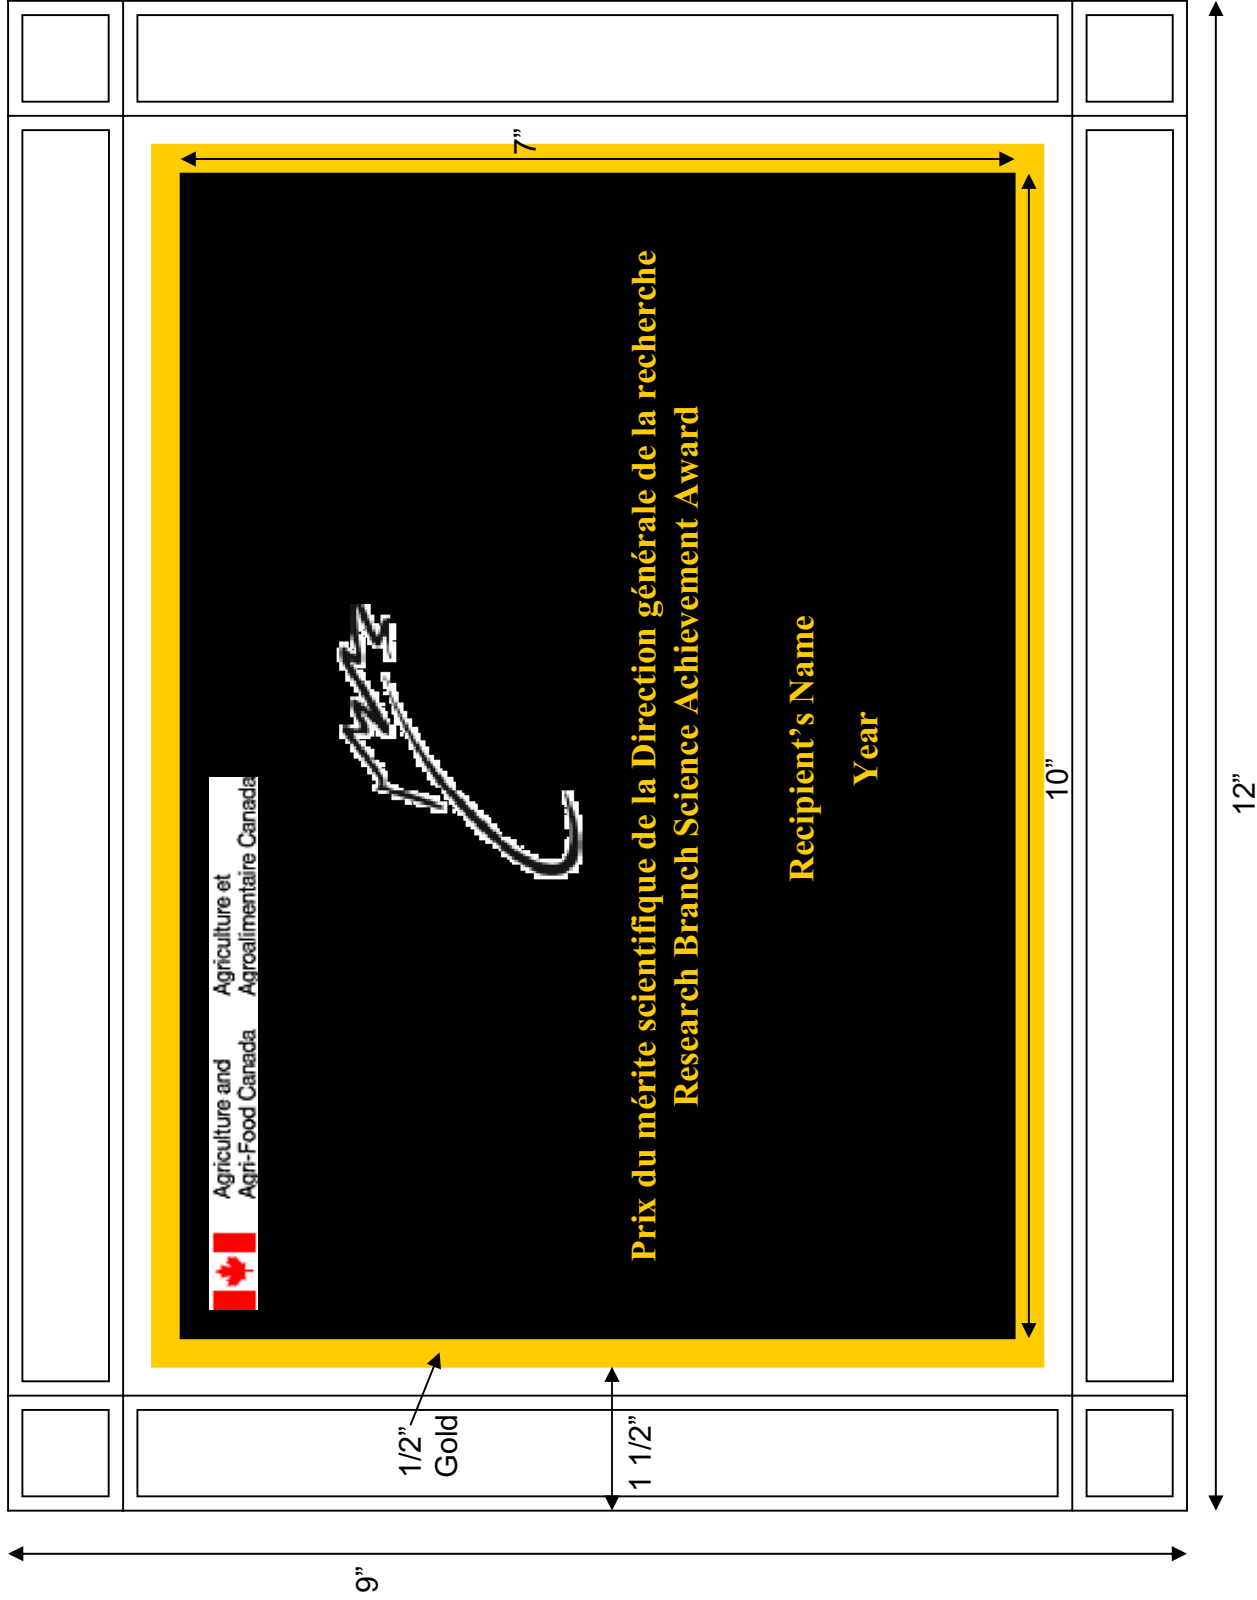 Agriculture and
Agri-Food Canada
Agriculture et
Agroalimentaire Canada
7”
Prix du mérite scientifique de la Direction générale de la recherche
Research Branch Science Achievement Award
Recipient’s Name
Year
10”
1/2”
Gold
1 1/2”
9”
12”